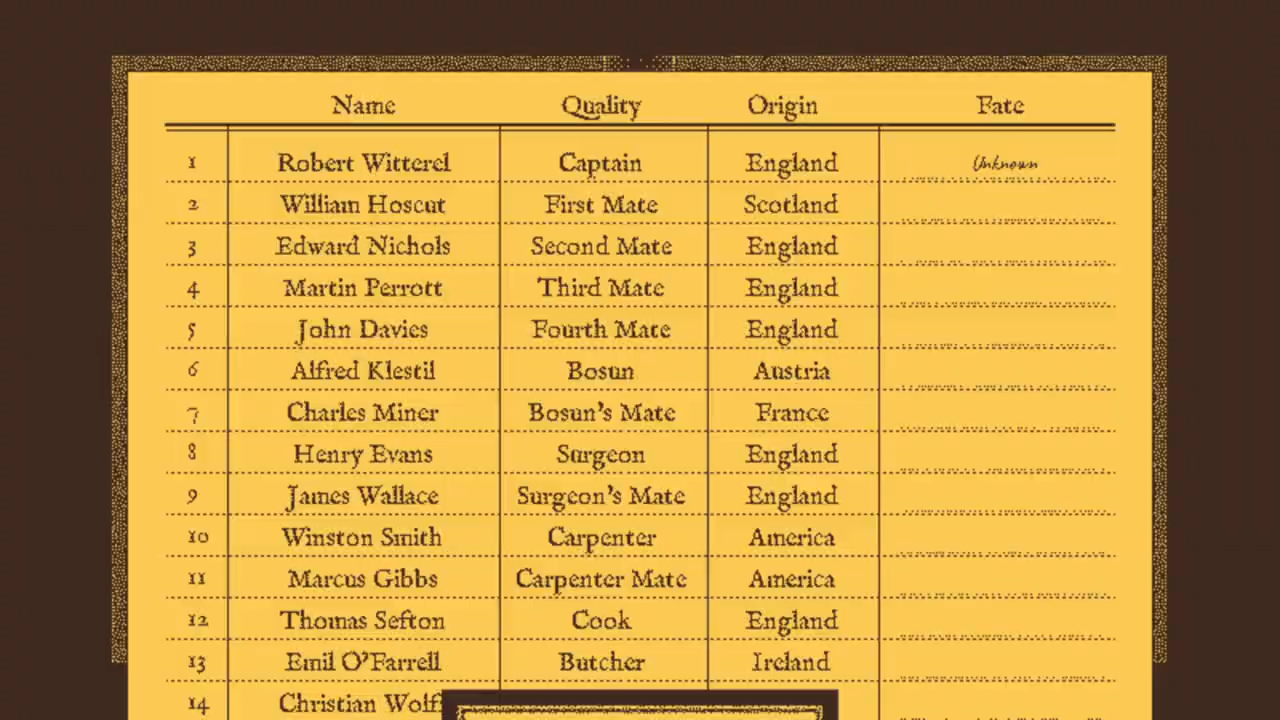 Name Quality Origin Fate
1 Robert Witterel Captain England Unknown
2 William Hoscut First Mate Scotland
3 Edward Nichols Second Mate England
4 Martin Perrott Third Mate England
5 John Davies Fourth Mate England
6 Alfred Klestil Bosun Austria
7 Charles Miner Bosun's Mate France
8 Henry Evans Surgeon England
9 James Wallace Surgeon's Mate England
10 Winston Smith Carpenter America
11 Marcus Gibbs Carpenter Mate America
12 Thomas Sefton Cook England
13 Emil O'Farrell Butcher Ireland
14 Christian Wolf